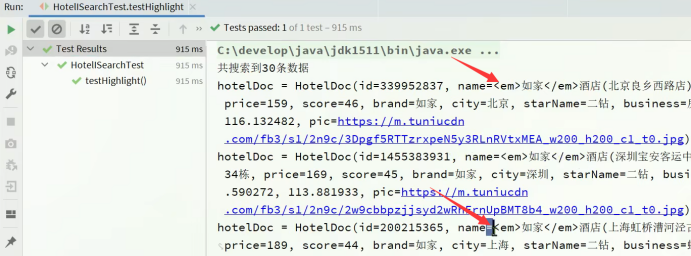 Run: HotelISearchTest.testHighlight
Tests passed: 1 of 1 test – 915 ms
Test Results 915 ms
HotelISearchTest 915 ms
testHighlight() 915 ms
C:\develop\java\jdk1511\bin\java.exe ...
共搜索到30条数据
hotelDoc = HotelDoc(id=339952837, name=<em>如家</em>酒店(北京良乡西路店)
price=159, score=46, brand=如家, city=北京, starName=二钻, business=
116.132482, pic=https://m.tuniucdn
.com/fb3/s1/2n9c/3Dpgf5RTTzrxpeN5y3RLnRVtxMEA_w200_h200_c1_t0.jpg)
hotelDoc = HotelDoc(id=1455383931, name=<em>如家</em>酒店(深圳宝安客运中
34栋, price=169, score=45, brand=如家, city=深圳, starName=二钻, business=
.590272, 113.881933, pic=https://m.tuniucdn
.com/fb3/s1/2n9c/2w9cbbpzjjsyd2wRhErnUpBMT8b4_w200_h200_c1_t0.jpg)
hotelDoc = HotelDoc(id=200215365, name=<em>如家</em>酒店(上海虹桥漕河泾
price=189, score=44, brand=如家, city=上海, starName=二钻, business=